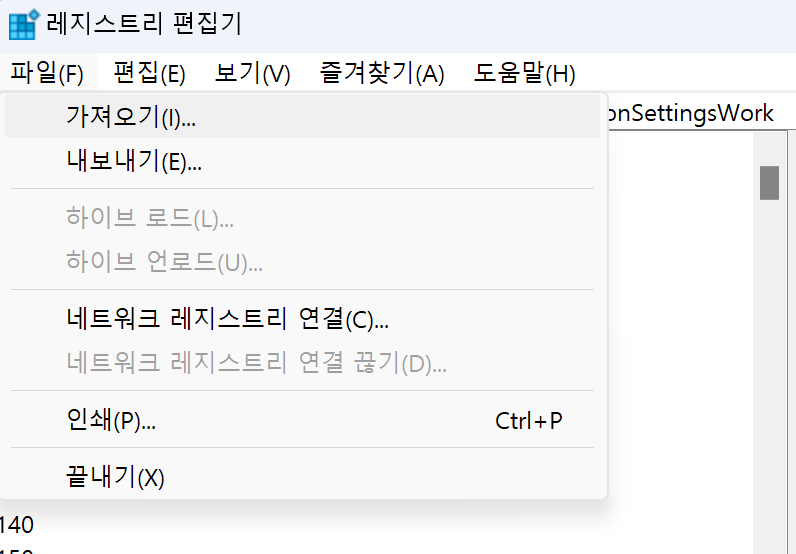 레지스트리 편집기
파일(F) 편집(E) 보기(V) 즐겨찾기(A) 도움말(H)
onSettingsWork
가져오기(I)...
내보내기(E)...
하이브 로드(L)...
하이브 언로드(U)...
네트워크 레지스트리 연결(C)...
네트워크 레지스트리 연결 끊기(D)...
인쇄(P)... Ctrl+P
끝내기(X)
140